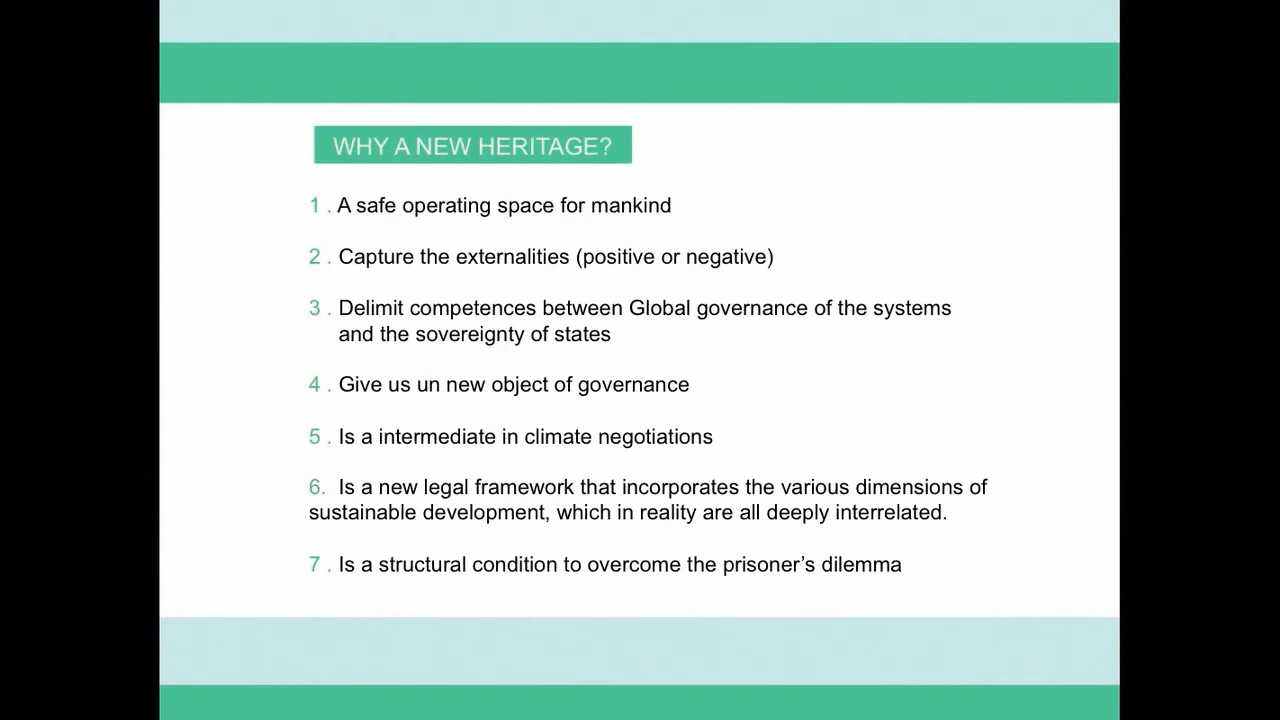 WHY A NEW HERITAGE?
1 . A safe operating space for mankind
2 . Capture the externalities (positive or negative)
3 . Delimit competences between Global governance of the systems
and the sovereignty of states
4 . Give us un new object of governance
5 . Is a intermediate in climate negotiations
6. Is a new legal framework that incorporates the various dimensions of
sustainable development, which in reality are all deeply interrelated.
7 . Is a structural condition to overcome the prisoner’s dilemma